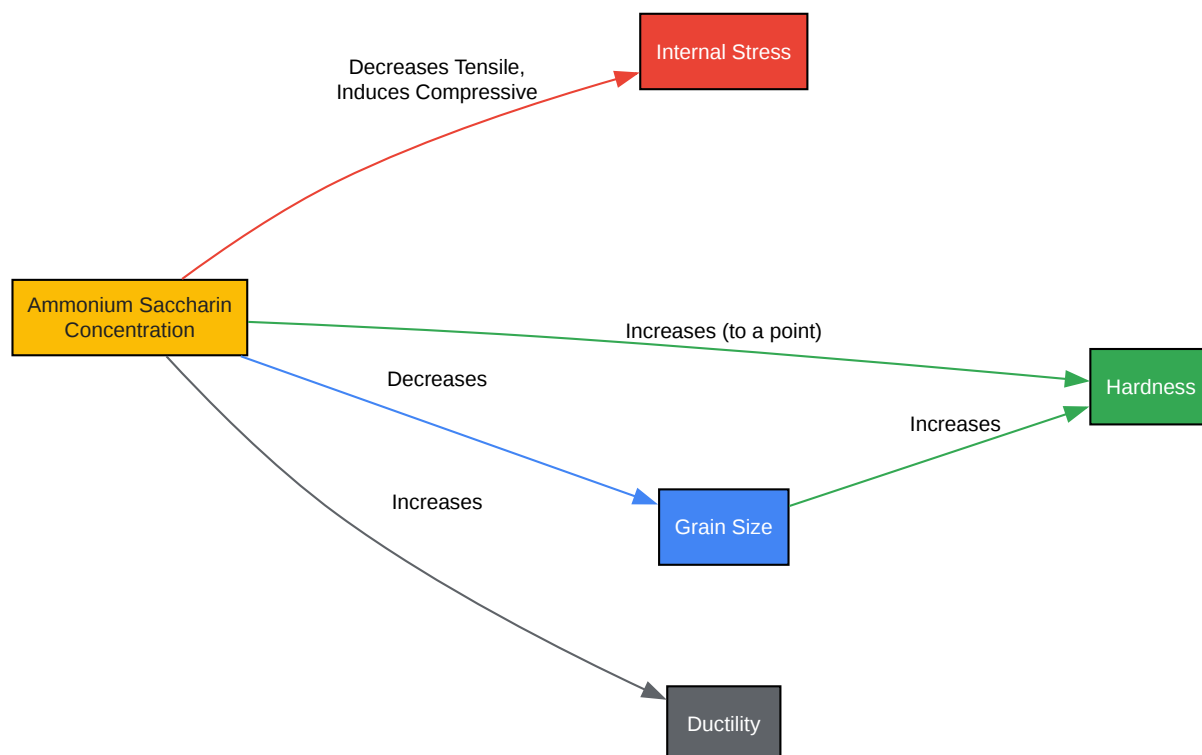 Internal Stress
Decreases Tensile,
Induces Compressive
Ammonium Saccharin
Concentration
Increases (to a point)
Decreases
Hardness
Increases
Increases
Grain Size
Ductility